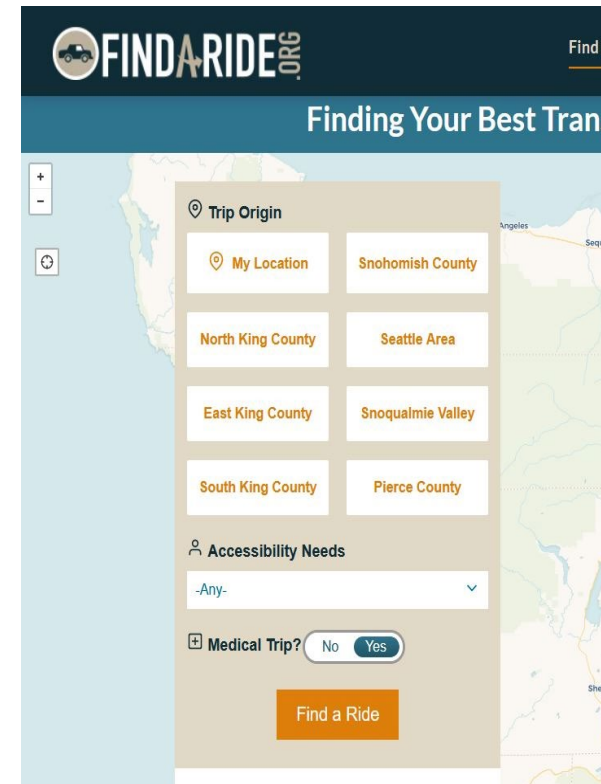 FINDARIDE.ORG
Find
Finding Your Best Tran
+
-
Trip Origin
Angeles
Sequ
My Location
Snohomish County
North King County
Seattle Area
East King County
Snoqualmie Valley
South King County
Pierce County
Accessibility Needs
-Any-
Medical Trip? No Yes
She
Find a Ride